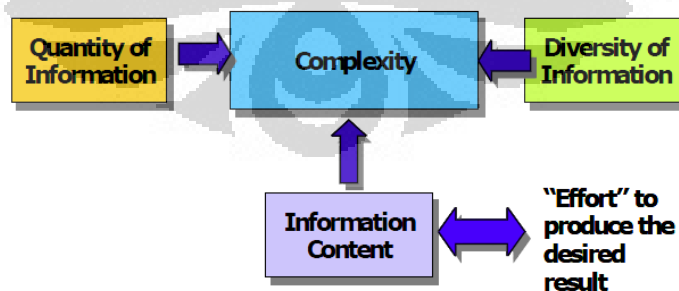 Quantity of
Information
Complexity
Diversity of
Information
Information
Content
“Effort” to
produce the
desired
result